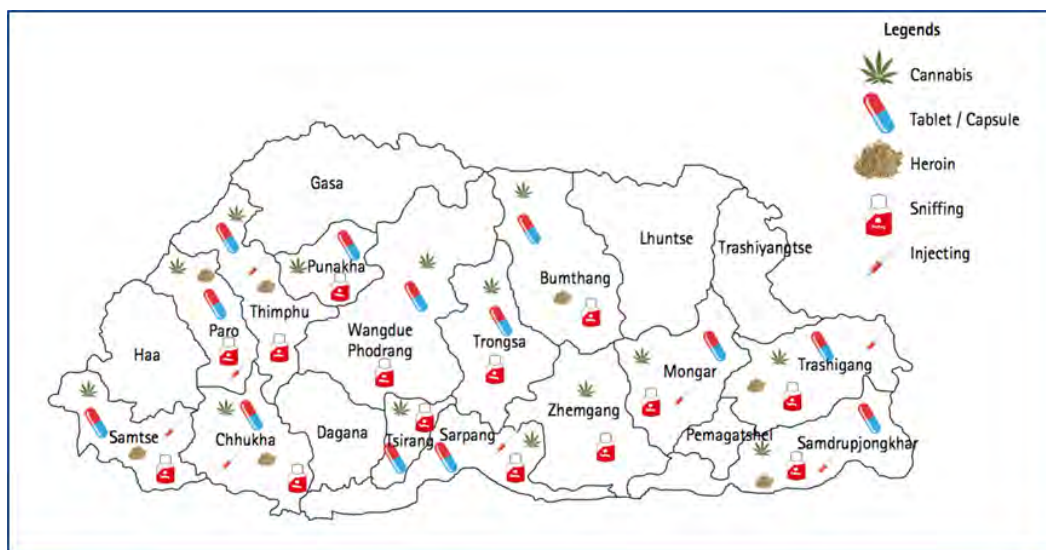 Legends
Cannabis
Tablet / Capsule
Heroin
Sniffing
Injecting
Gasa
Lhuntse
Trashiyangtse
Punakha
Bumthang
Thimphu
Paro
Wangdue
Phodrang
Trongsa
Haa
Mongar
Trashigang
Zhemgang
Samtse
Chhukha
Dagana
Tsirang
Sarpang
Pemagatshel
Samdrupjongkhar